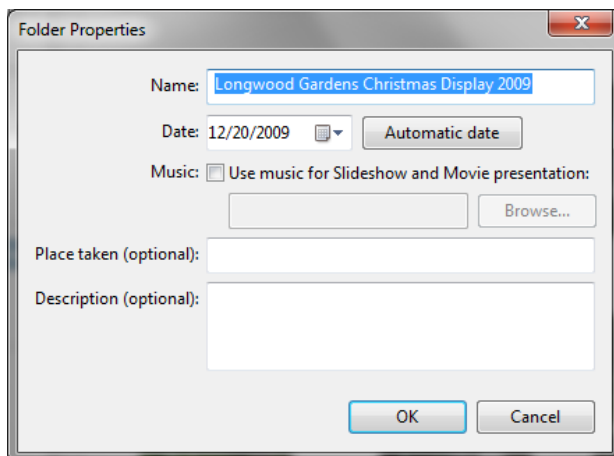 Folder Properties
Name: Longwood Gardens Christmas Display 2009
Date: 12/20/2009 Automatic date
Music: Use music for Slideshow and Movie presentation:
Browse...
Place taken (optional):
Description (optional):
OK Cancel